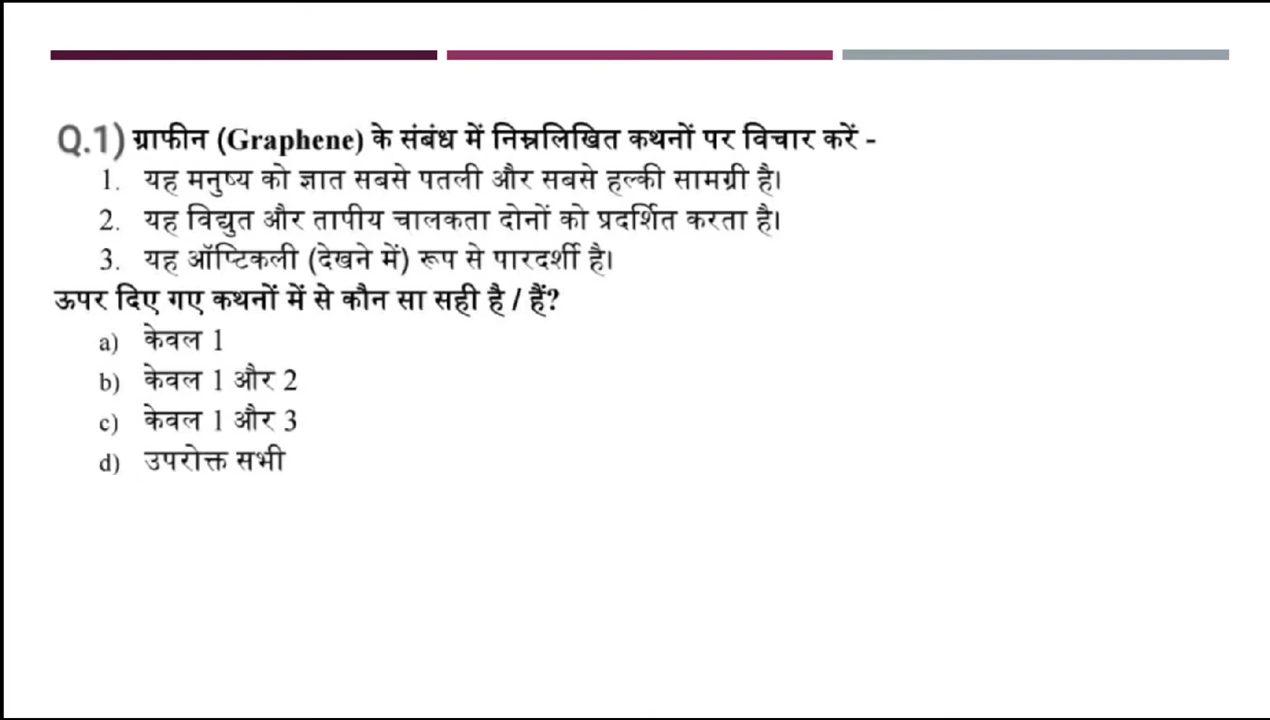 Q.1) ग्राफीन (Graphene) के संबंध में निम्नलिखित कथनों पर विचार करें -
1. यह मनुष्य को ज्ञात सबसे पतली और सबसे हल्की सामग्री है।
2. यह विद्युत और तापीय चालकता दोनों को प्रदर्शित करता है।
3. यह ऑप्टिकली (देखने में) रूप से पारदर्शी है।
ऊपर दिए गए कथनों में से कौन सा सही है / हैं?
a) केवल 1
b) केवल 1 और 2
c) केवल 1 और 3
d) उपरोक्त सभी